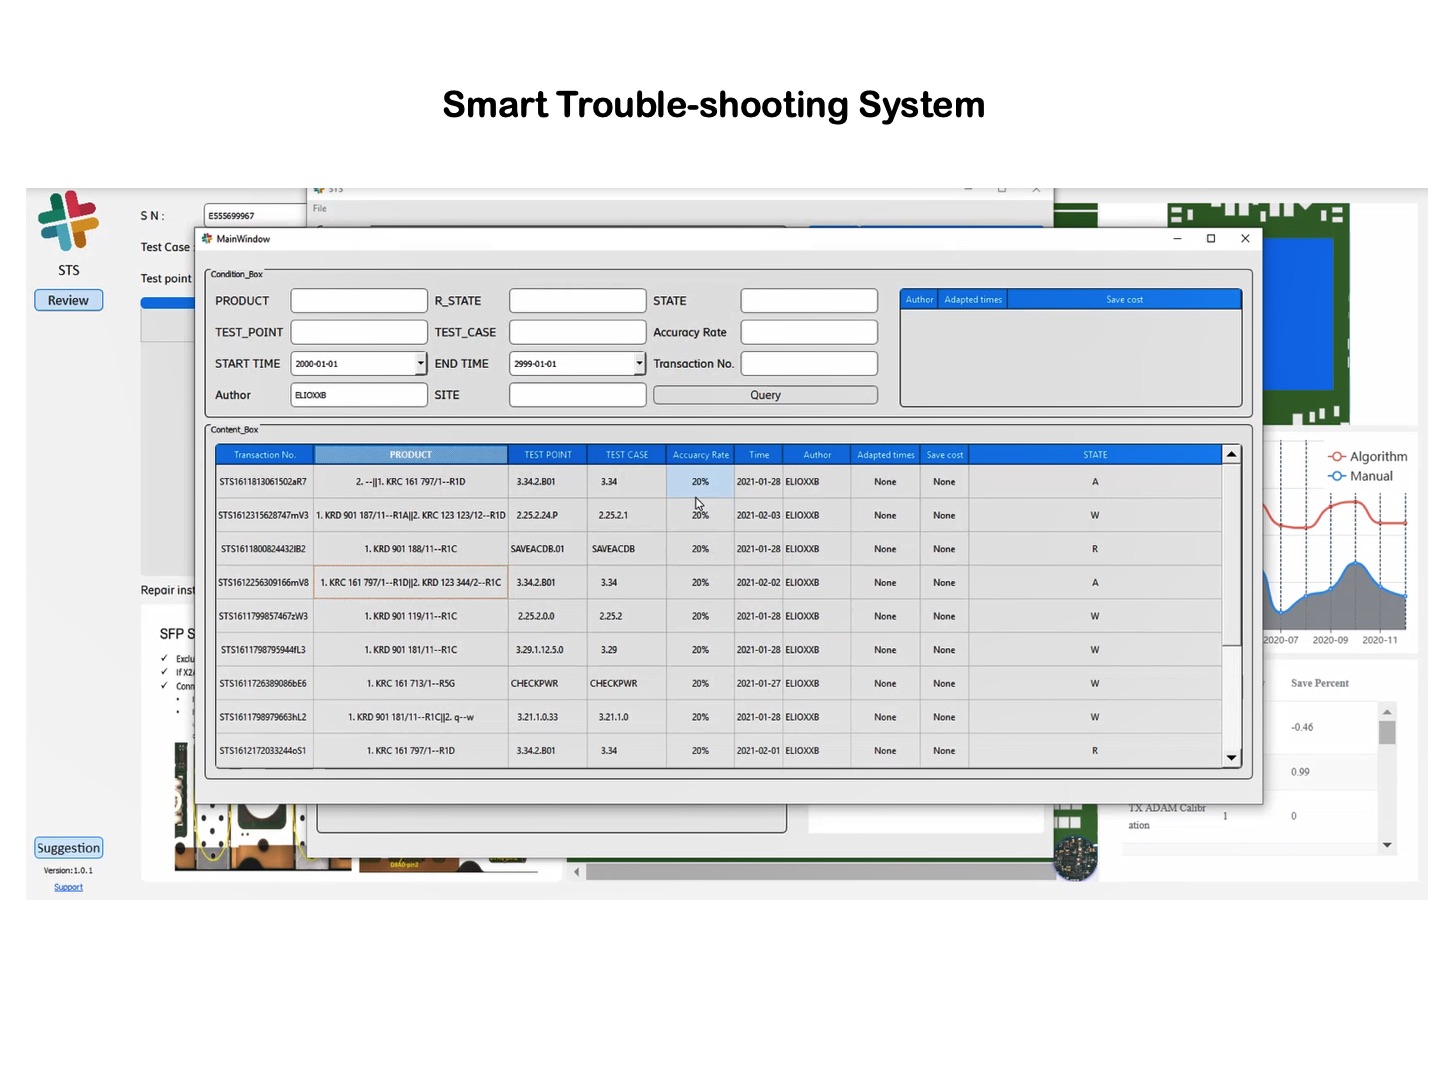 Smart Trouble-shooting System
STS
File
S N :
E555699967
Test Case :
Test point
STS
Review
MainWindow
Condition_Box
PRODUCT
R_STATE
STATE
TEST_POINT
TEST_CASE
Accuracy Rate
START TIME
2000-01-01
END TIME
2999-01-01
Transaction No.
Author
ELIOXXB
SITE
Query
Author Adapted times Save cost
Content_Box
Transaction No. PRODUCT TEST POINT TEST CASE Accuarcy Rate Time Author Adapted times Save cost STATE
STS1611813061502aR7 2. --||1. KRC 161 797/1--R1D 3.34.2.B01 3.34 20% 2021-01-28 ELIOXXB None None A
STS1612315628747mV3 1. KRD 901 187/11--R1A||2. KRC 123 123/12--R1D 2.25.2.24.P 2.25.2.1 20% 2021-02-03 ELIOXXB None None W
STS1611800824432IB2 1. KRD 901 188/11--R1C SAVEACDB.01 SAVEACDB 20% 2021-01-28 ELIOXXB None None R
STS1612256309166mV8 1. KRC 161 797/1--R1D||2. KRD 123 344/2--R1C 3.34.2.B01 3.34 20% 2021-02-02 ELIOXXB None None A
STS1611799857467zW3 1. KRD 901 119/11--R1C 2.25.2.0.0 2.25.2 20% 2021-01-28 ELIOXXB None None W
STS1611798795944fL3 1. KRD 901 181/11--R1C 3.29.1.12.5.0 3.29 20% 2021-01-28 ELIOXXB None None W
STS1611726389086bE6 1. KRC 161 713/1--R5G CHECKPWR CHECKPWR 20% 2021-01-27 ELIOXXB None None W
STS1611798979663hL2 1. KRD 901 181/11--R1C||2. q--w 3.21.1.0.33 3.21.1.0 20% 2021-01-28 ELIOXXB None None W
STS1612172033244oS1 1. KRC 161 797/1--R1D 3.34.2.B01 3.34 20% 2021-02-01 ELIOXXB None None R
Algorithm
Manual
2020-07 2020-09 2020-11
Repair inst
SFP S
Exclu
If X2A
Conn
Save Percent
-0.46
0.99
TX ADAM Calibr
ation
1 0
Suggestion
Version:1.0.1
Support